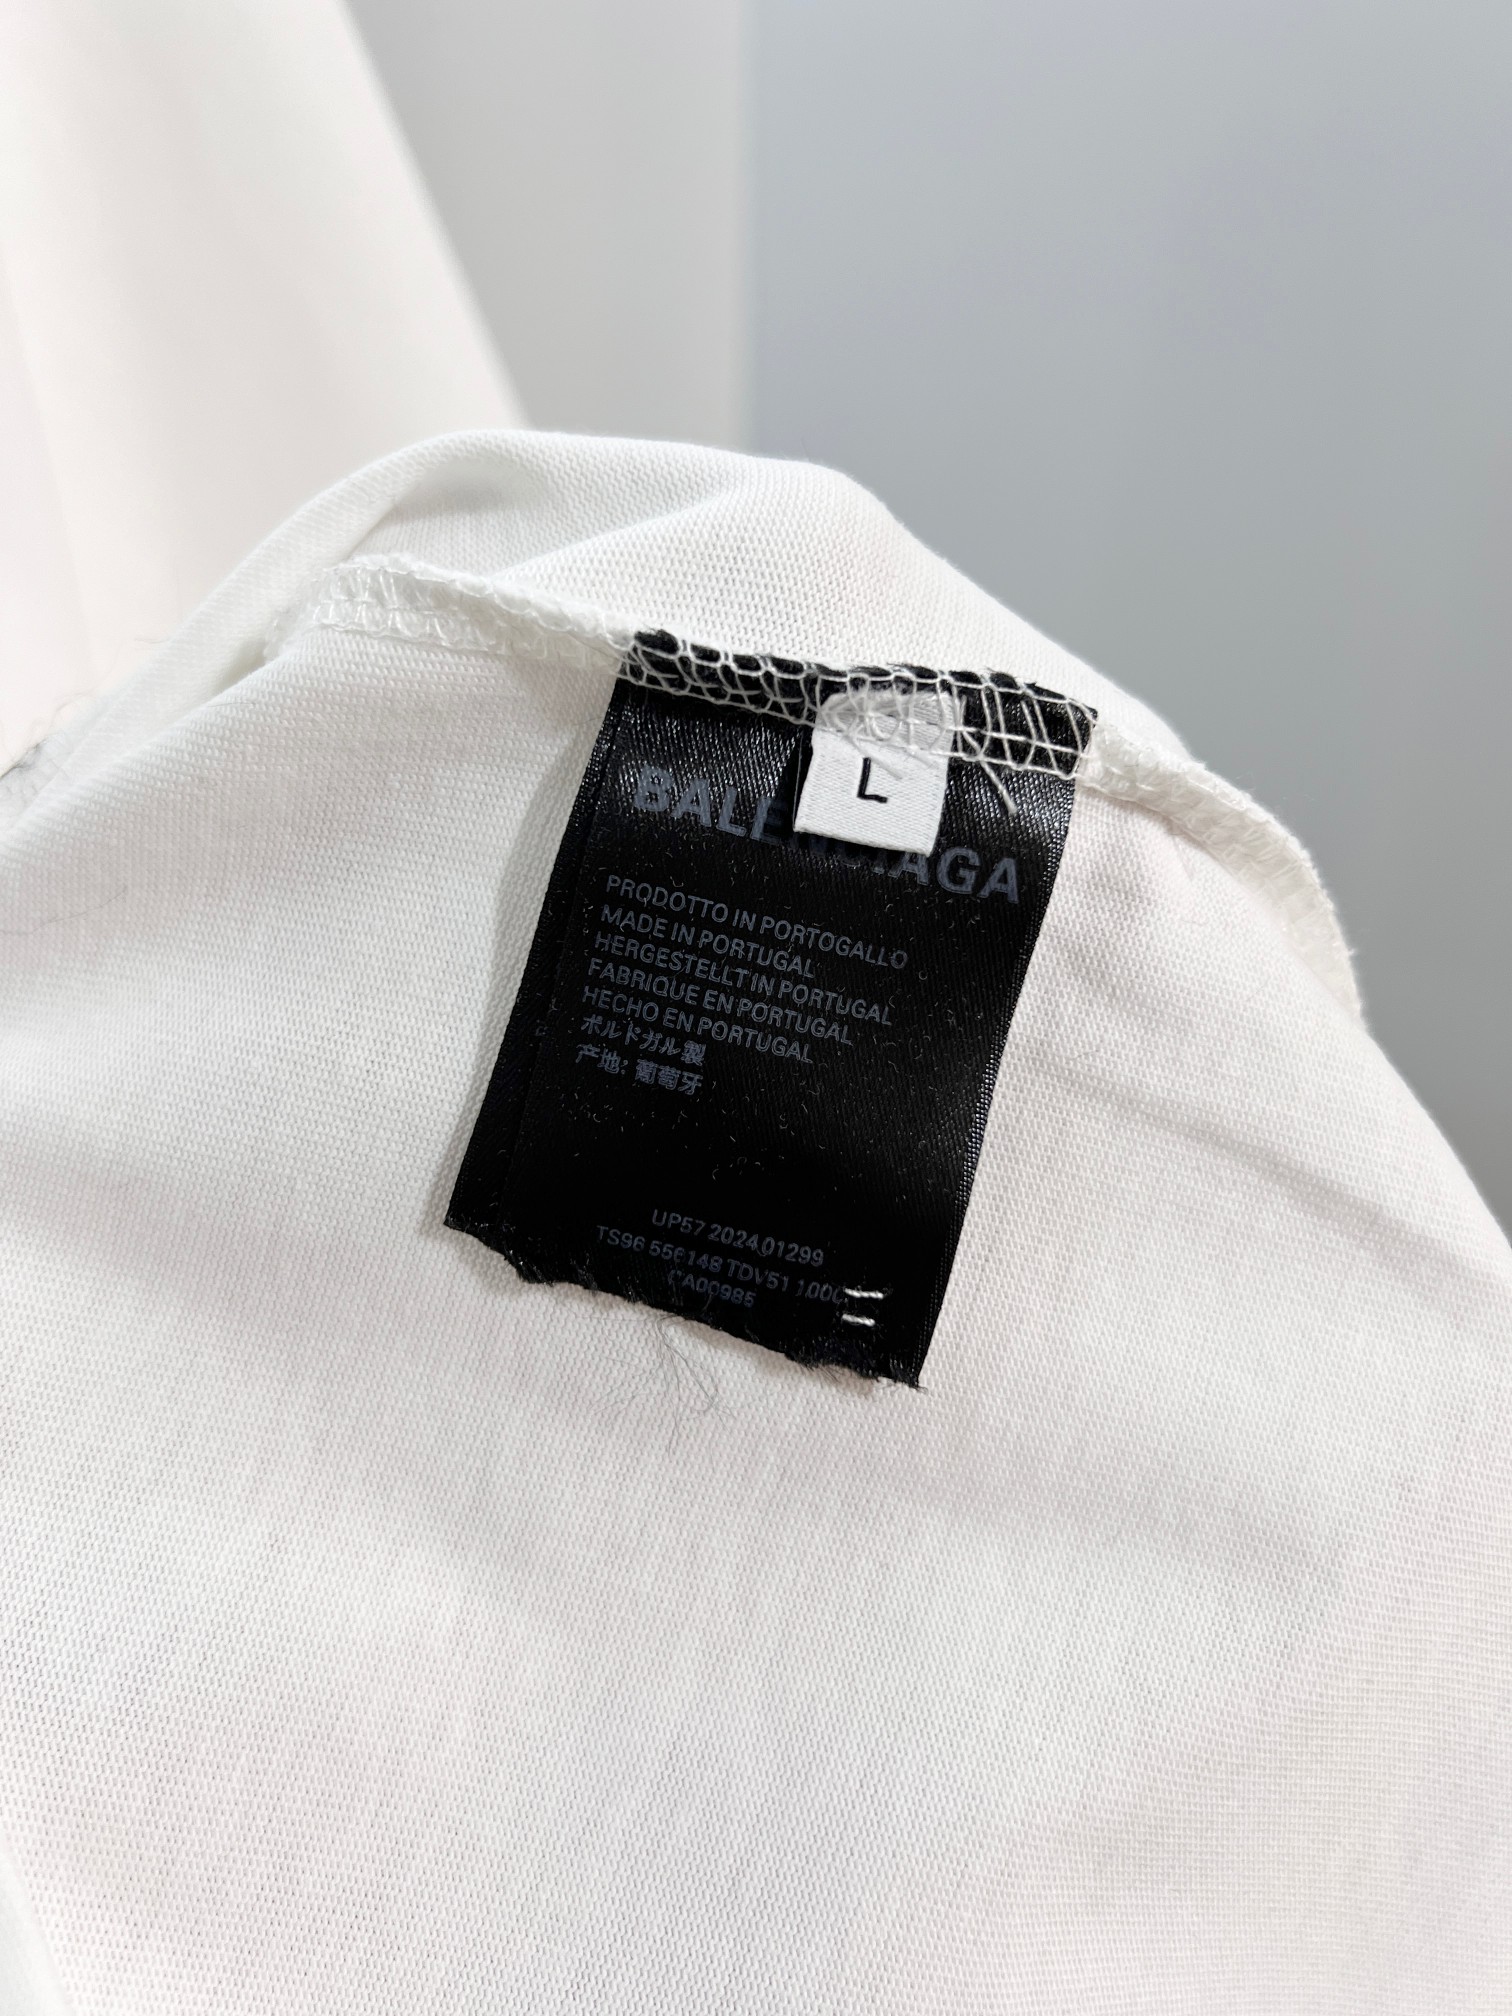 L
BALENCIAGA
PRODOTTO IN PORTOGALLO
MADE IN PORTUGAL
HERGESTELLT IN PORTUGAL
FABRIQUE EN PORTUGAL
HECHO EN PORTUGAL
ポルトガル製
产地: 葡萄牙
UP57 2024 01299
TS96 556148 TDV51 1000
CA00985